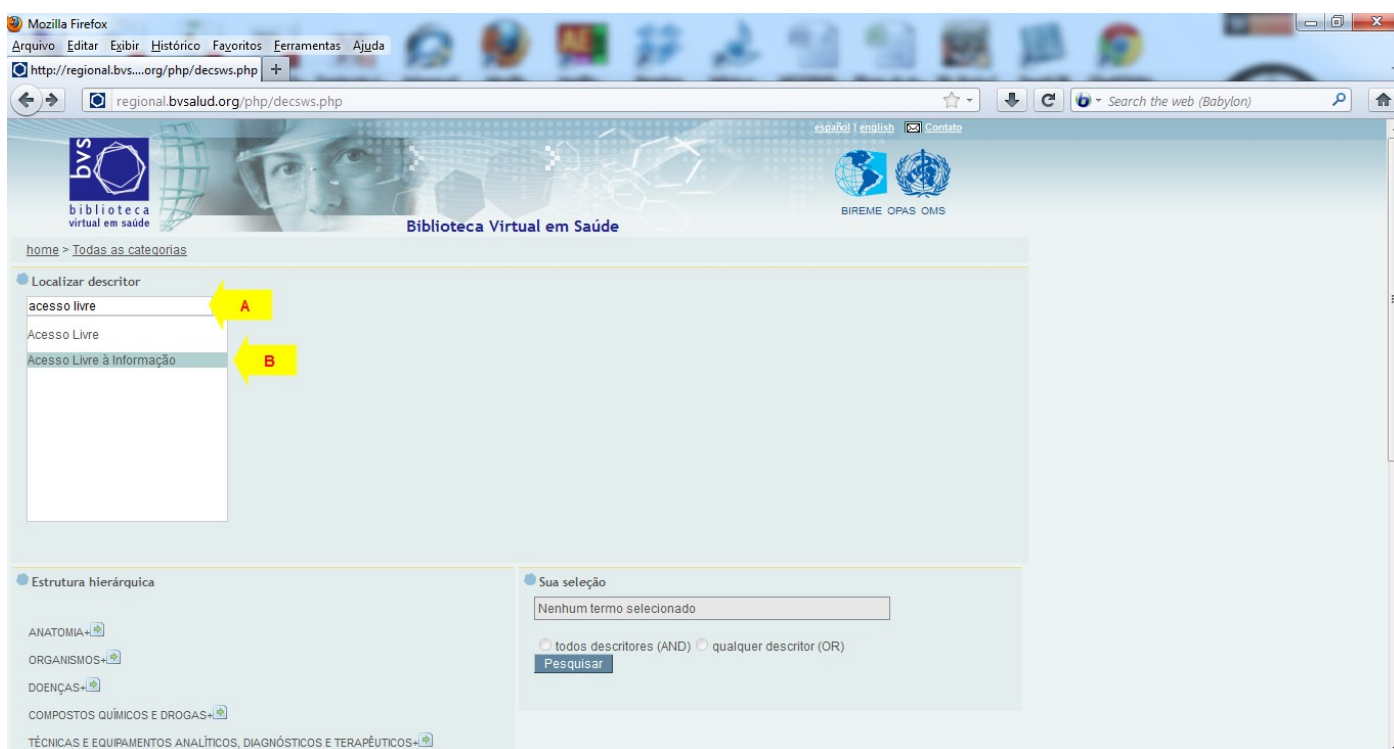 Mozilla Firefox
Arquivo Editar Exibir Histórico Favoritos Ferramentas Ajuda
http://regional.bvs....org/php/decsws.php +
regional.bvsalud.org/php/decsws.php
Search the web (Babylon)
español | english Contato
bvs
biblioteca
virtual em saúde
Biblioteca Virtual em Saúde
BIREME OPAS OMS
home > Todas as categorias
Localizar descritor
acesso livre
A
Acesso Livre
Acesso Livre à Informação
B
Estrutura hierárquica
Sua seleção
Nenhum termo selecionado
todos descritores (AND) qualquer descritor (OR)
Pesquisar
ANATOMIA+
ORGANISMOS+
DOENÇAS+
COMPOSTOS QUÍMICOS E DROGAS+
TÉCNICAS E EQUIPAMENTOS ANALÍTICOS, DIAGNÓSTICOS E TERAPÊUTICOS+